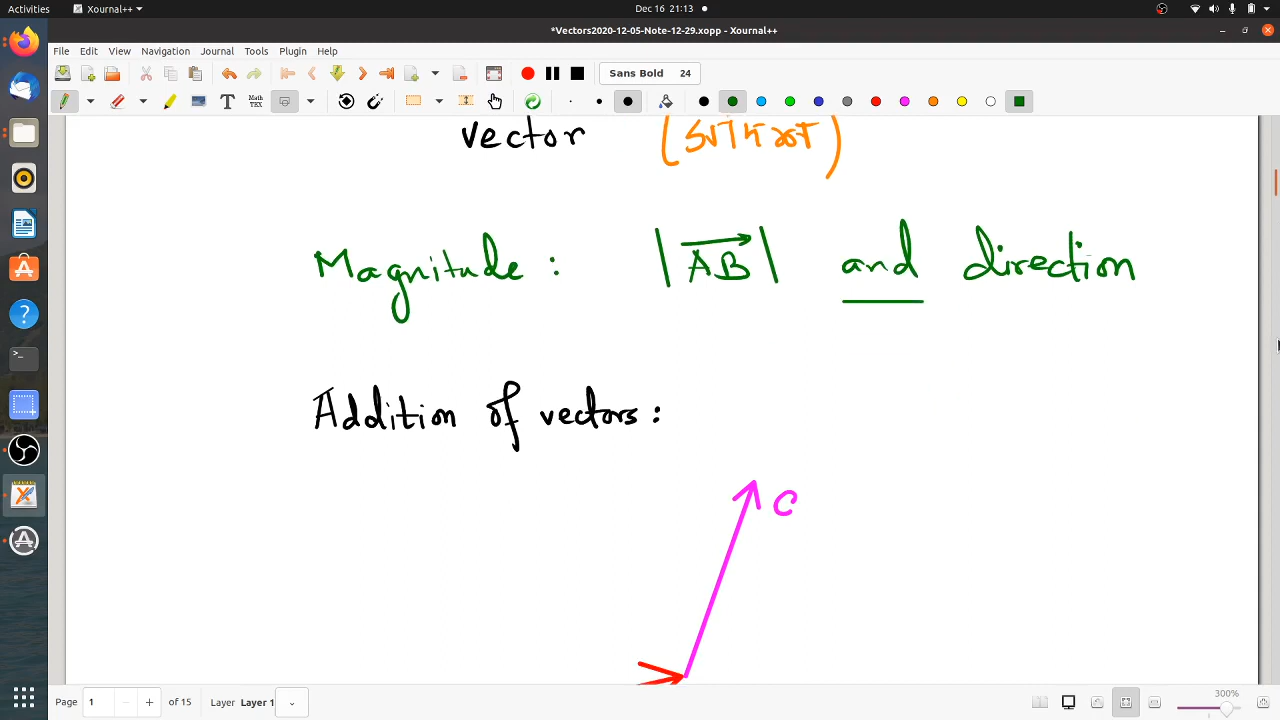 Activities Xournal++ Dec 16 21:13
*Vectors2020-12-05-Note-12-29.xopp - Xournal++
File Edit View Navigation Journal Tools Plugin Help
Sans Bold 24
T Math TEX
vector
Magnitude : |AB| and direction
Addition of vectors :
C
Page 1 of 15 Layer Layer 1 300%